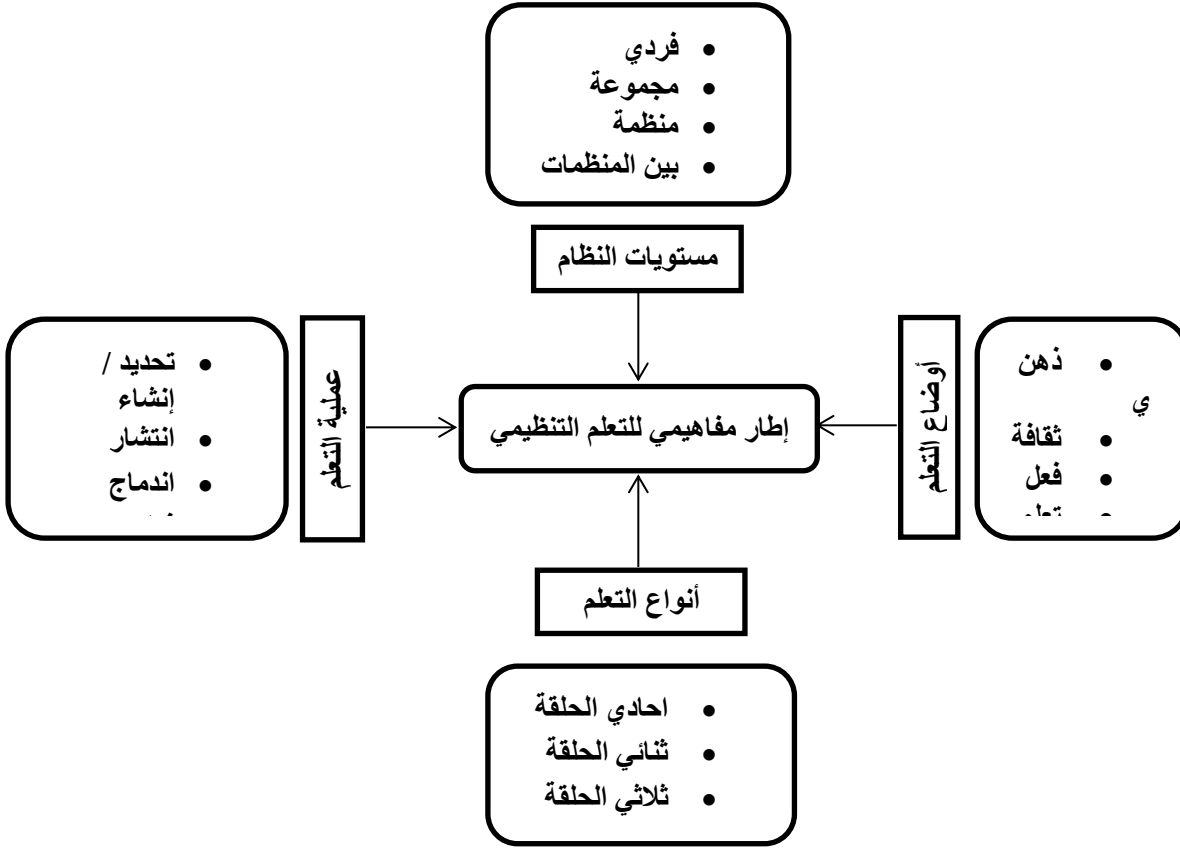 • فردي
• مجموعة
• منظمة
• بين المنظمات
مستويات النظام
• ذهن
ي
• ثقافة
• فعل
أوضاع التعلم
إطار مفاهيمي للتعلم التنظيمي
عملية التعلم
• تحديد /
إنشاء
• انتشار
• اندماج
أنواع التعلم
• احادي الحلقة
• ثنائي الحلقة
• ثلاثي الحلقة